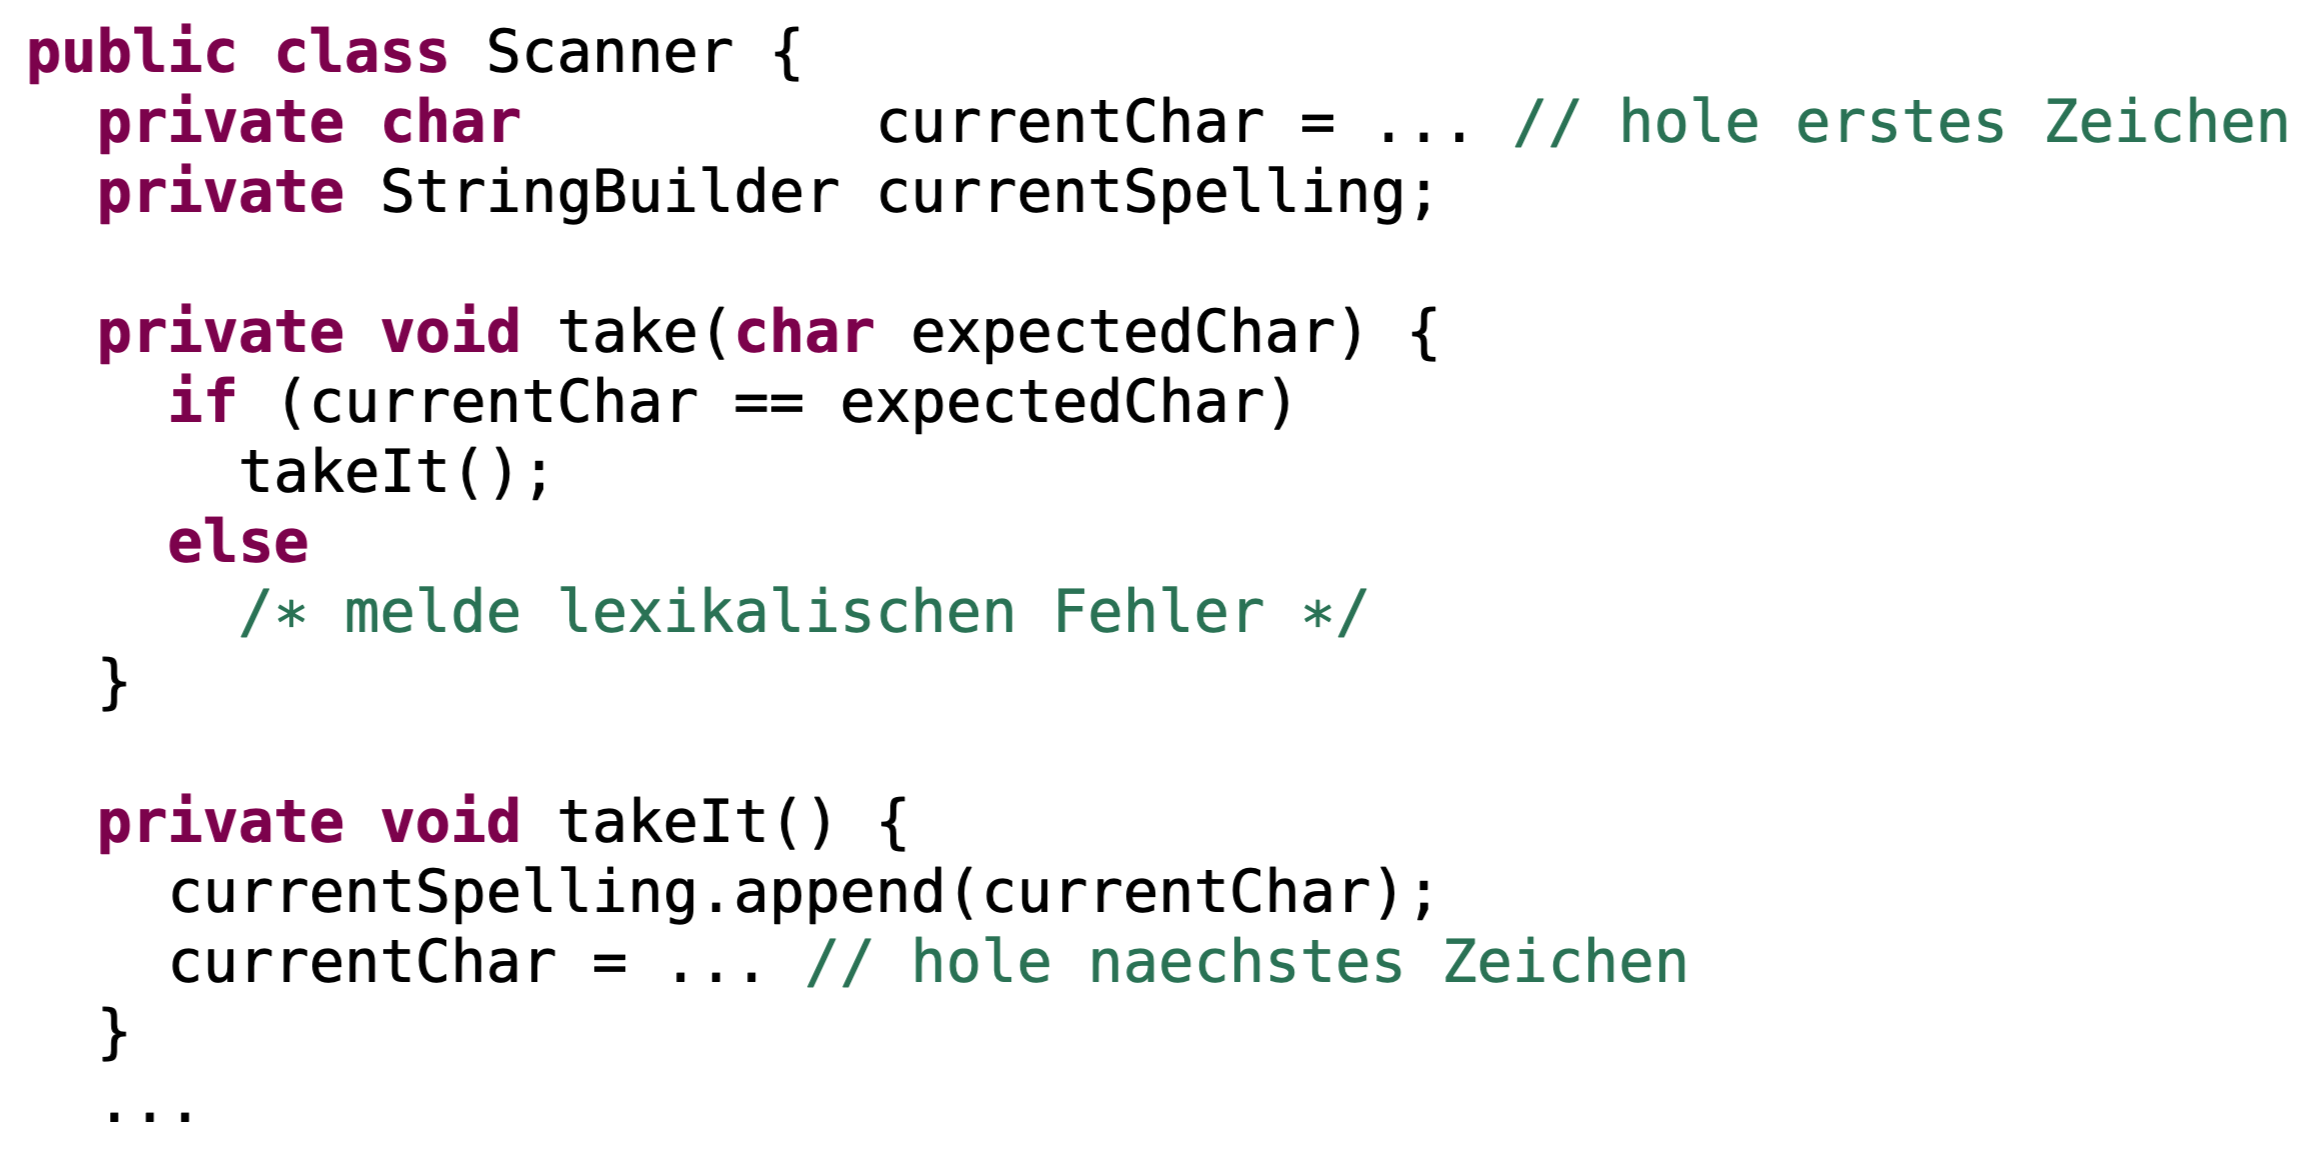 public class Scanner {
  private char          currentChar = ... // hole erstes Zeichen
  private StringBuilder currentSpelling;

  private void take(char expectedChar) {
    if (currentChar == expectedChar)
      takeIt();
    else
      /* melde lexikalischen Fehler */
  }

  private void takeIt() {
    currentSpelling.append(currentChar);
    currentChar = ... // hole naechstes Zeichen
  }
  ...